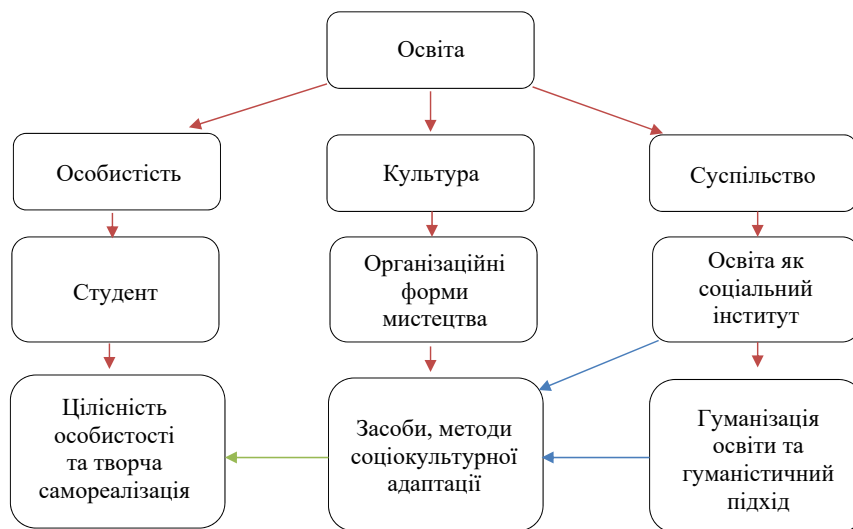 Освіта
Особистість
Культура
Суспільство
Студент
Організаційні
форми
мистецтва
Освіта як
соціальний
інститут
Цілісність
особистості
та творча
самореалізація
Засоби, методи
соціокультурної
адаптації
Гуманізація
освіти та
гуманістичний
підхід